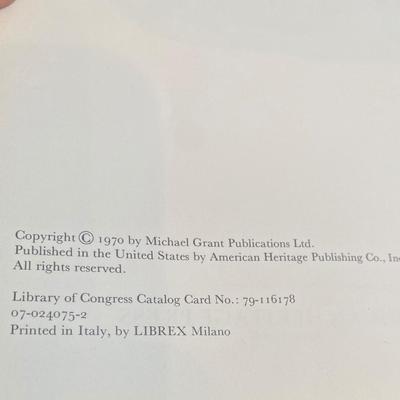 Copyright © 1970 by Michael Grant Publications Ltd.
Published in the United States by American Heritage Publishing Co., Inc
All rights reserved.
Library of Congress Catalog Card No.: 79-116178
07-024075-2
Printed in Italy, by LIBREX Milano